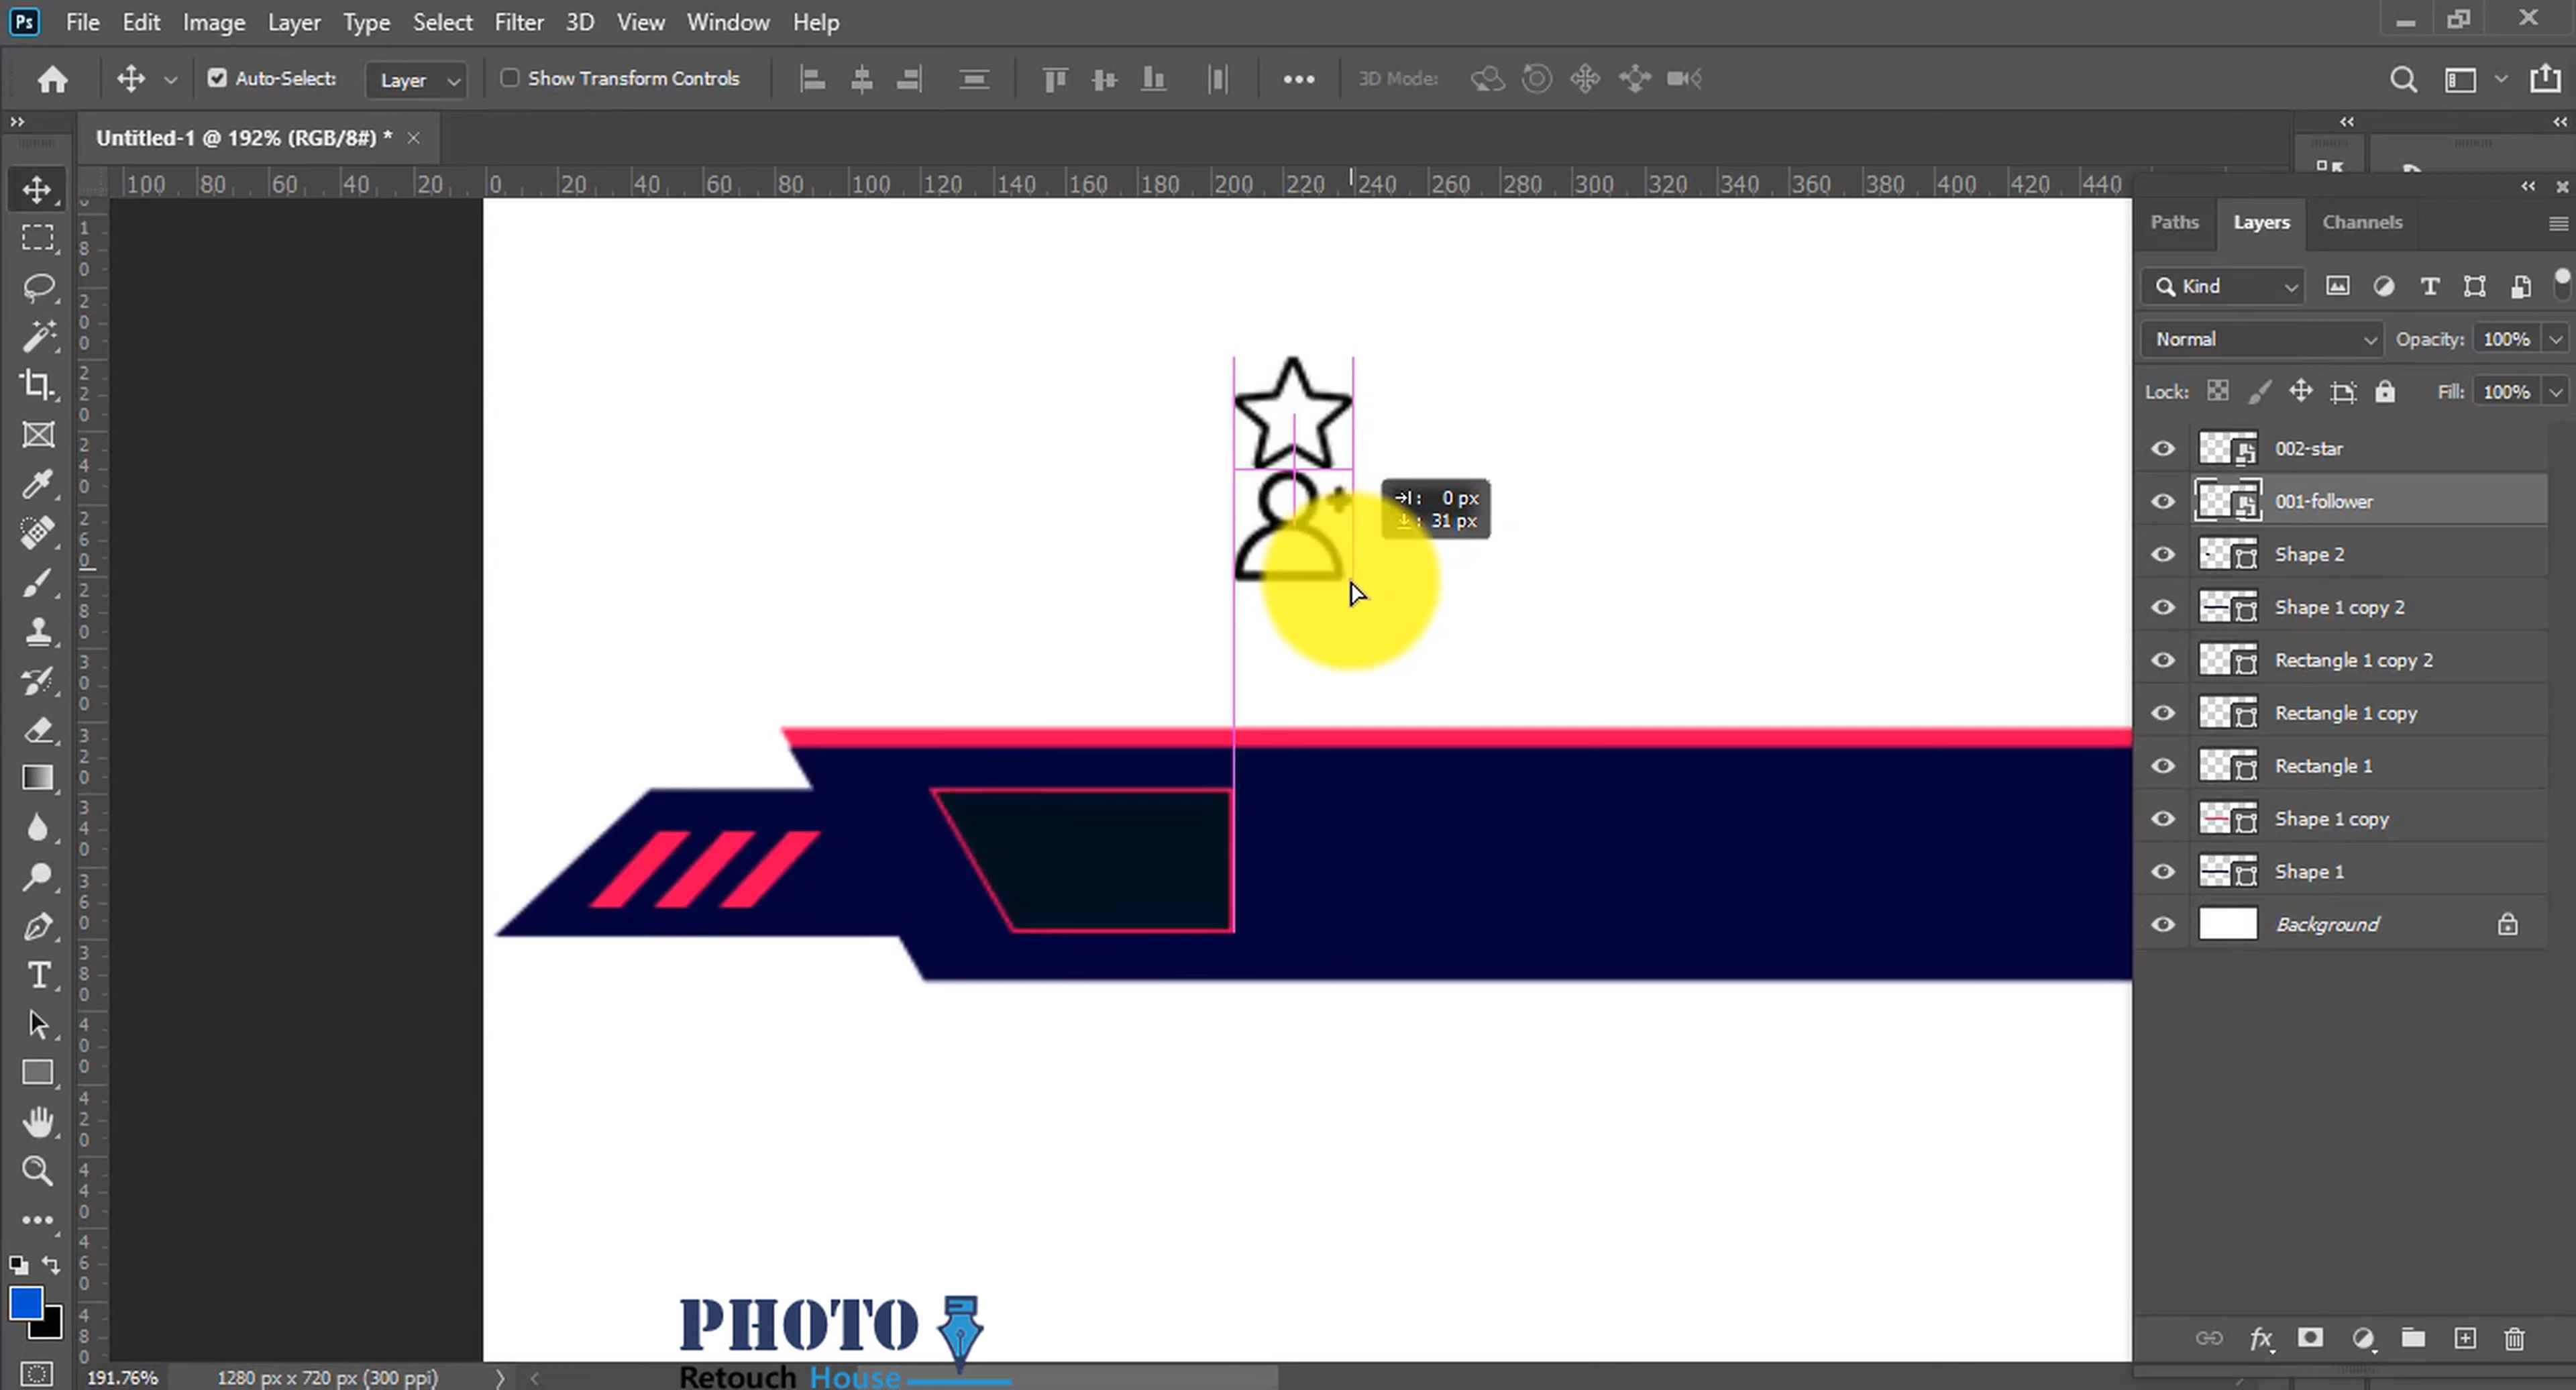 Ps File Edit Image Layer Type Select Filter 3D View Window Help
Auto-Select: Layer Show Transform Controls 3D Mode:
Untitled-1 @ 192% (RGB/8#) *
100 80 60 40 20 0 20 40 60 80 100 120 140 160 180 200 220 240 260 280 300 320 340 360 380 400 420 440
Paths Layers Channels
Kind
Normal Opacity: 100%
Lock: Fill: 100%
002-star
001-follower
Shape 2
Shape 1 copy 2
Rectangle 1 copy 2
Rectangle 1 copy
Rectangle 1
Shape 1 copy
Shape 1
Background
0 px
31 px
PHOTO
Retouch House
191.76% 1280 px x 720 px (300 ppi)